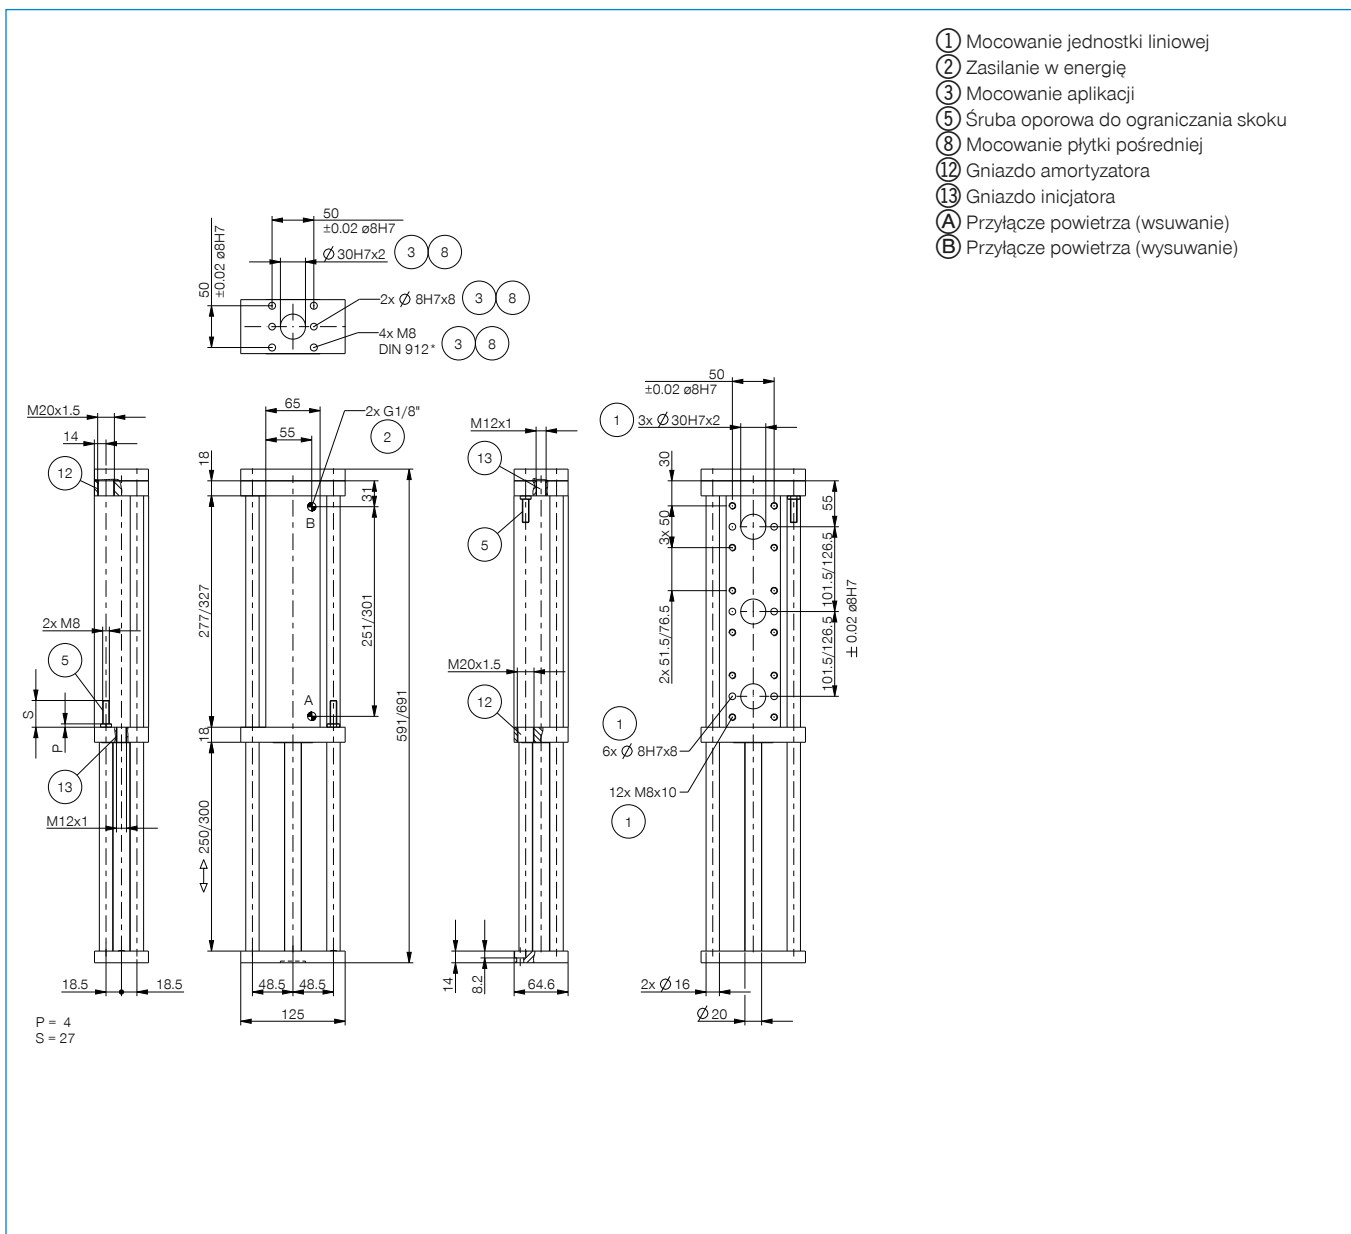 ① Mocowanie jednostki liniowej
② Zasilanie w energię
③ Mocowanie aplikacji
⑤ Śruba oporowa do ograniczania skoku
⑧ Mocowanie płytki pośredniej
⑫ Gniazdo amortyzatora
⑬ Gniazdo inicjatora
Ⓐ Przyłącze powietrza (wsuwanie)
Ⓑ Przyłącze powietrza (wysuwanie)
50
±0.02 ø8H7
Ø 30H7x2 3 8
50
±0.02 ø8H7
2x Ø 8H7x8 3 8
4x M8
DIN 912* 3 8
M20x1.5
14
12
2x M8
5
S
P
13
M12x1
18.5 18.5
P = 4
S = 27
65
55
2x G1/8"
2
18
31
B
277/327
251/301
A
591/691
18
250/300
48.5 48.5
125
M12x1
13
5
M20x1.5
12
14
8.2
64.6
50
±0.02 ø8H7
1 3x Ø 30H7x2
30
55
3x 50
101.5/126.5
2x 51.5/76.5
101.5/126.5
± 0.02 ø8H7
1
6x Ø 8H7x8
12x M8x10
1
2x Ø 16
Ø 20